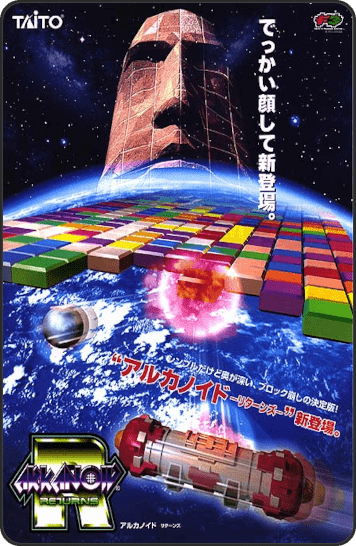 TAITO
でっかい顔して新登場。
シンプルだけど奥が深い、ブロック崩しの決定版!
“アルカノイド—リターンズ—”新登場。
ARKANOID
RETURNS
R
アルカノイド リターンズ